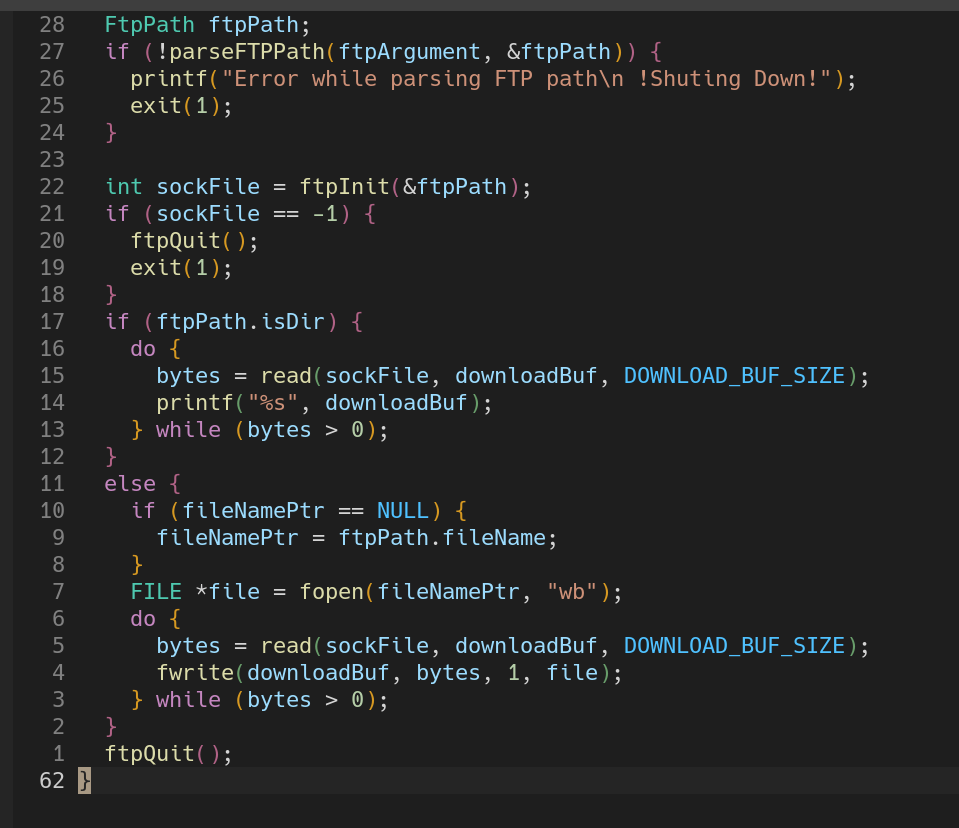 28   FtpPath ftpPath;
27   if (!parseFTPPath(ftpArgument, &ftpPath)) {
26     printf("Error while parsing FTP path\n !Shuting Down!");
25     exit(1);
24   }
23
22   int sockFile = ftpInit(&ftpPath);
21   if (sockFile == -1) {
20     ftpQuit();
19     exit(1);
18   }
17   if (ftpPath.isDir) {
16     do {
15       bytes = read(sockFile, downloadBuf, DOWNLOAD_BUF_SIZE);
14       printf("%s", downloadBuf);
13     } while (bytes > 0);
12   }
11   else {
10     if (fileNamePtr == NULL) {
9       fileNamePtr = ftpPath.fileName;
8     }
7     FILE *file = fopen(fileNamePtr, "wb");
6     do {
5       bytes = read(sockFile, downloadBuf, DOWNLOAD_BUF_SIZE);
4       fwrite(downloadBuf, bytes, 1, file);
3     } while (bytes > 0);
2   }
1   ftpQuit();
62 }